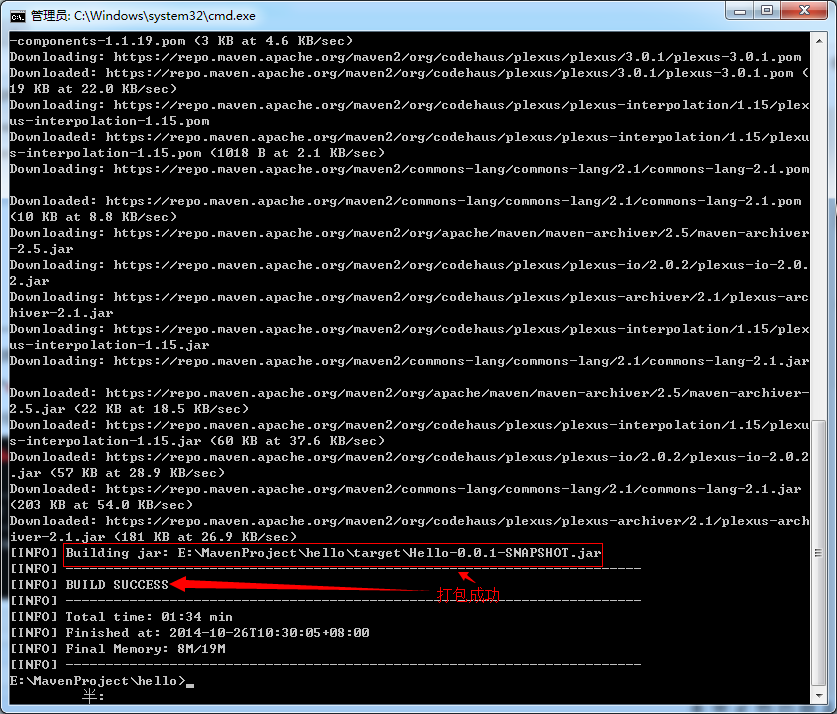 管理员: C:\Windows\system32\cmd.exe
-components-1.1.19.pom (3 KB at 4.6 KB/sec)
Downloading: https://repo.maven.apache.org/maven2/org/codehaus/plexus/plexus/3.0.1/plexus-3.0.1.pom
Downloaded: https://repo.maven.apache.org/maven2/org/codehaus/plexus/plexus/3.0.1/plexus-3.0.1.pom (
19 KB at 22.0 KB/sec)
Downloading: https://repo.maven.apache.org/maven2/org/codehaus/plexus/plexus-interpolation/1.15/plex
us-interpolation-1.15.pom
Downloaded: https://repo.maven.apache.org/maven2/org/codehaus/plexus/plexus-interpolation/1.15/plexu
s-interpolation-1.15.pom (1018 B at 2.1 KB/sec)
Downloading: https://repo.maven.apache.org/maven2/commons-lang/commons-lang/2.1/commons-lang-2.1.pom
Downloaded: https://repo.maven.apache.org/maven2/commons-lang/commons-lang/2.1/commons-lang-2.1.pom
(10 KB at 8.8 KB/sec)
Downloading: https://repo.maven.apache.org/maven2/org/apache/maven/maven-archiver/2.5/maven-archiver
-2.5.jar
Downloading: https://repo.maven.apache.org/maven2/org/codehaus/plexus/plexus-io/2.0.2/plexus-io-2.0.
2.jar
Downloading: https://repo.maven.apache.org/maven2/org/codehaus/plexus/plexus-archiver/2.1/plexus-arc
hiver-2.1.jar
Downloading: https://repo.maven.apache.org/maven2/org/codehaus/plexus/plexus-interpolation/1.15/plex
us-interpolation-1.15.jar
Downloading: https://repo.maven.apache.org/maven2/commons-lang/commons-lang/2.1/commons-lang-2.1.jar
Downloaded: https://repo.maven.apache.org/maven2/org/apache/maven/maven-archiver/2.5/maven-archiver-
2.5.jar (22 KB at 18.5 KB/sec)
Downloaded: https://repo.maven.apache.org/maven2/org/codehaus/plexus/plexus-interpolation/1.15/plexu
s-interpolation-1.15.jar (60 KB at 37.6 KB/sec)
Downloaded: https://repo.maven.apache.org/maven2/org/codehaus/plexus/plexus-io/2.0.2/plexus-io-2.0.2
.jar (57 KB at 28.9 KB/sec)
Downloaded: https://repo.maven.apache.org/maven2/commons-lang/commons-lang/2.1/commons-lang-2.1.jar
(203 KB at 54.0 KB/sec)
Downloaded: https://repo.maven.apache.org/maven2/org/codehaus/plexus/plexus-archiver/2.1/plexus-arch
iver-2.1.jar (181 KB at 26.9 KB/sec)
[INFO] Building jar: E:\MavenProject\hello\target\Hello-0.0.1-SNAPSHOT.jar
[INFO] ------------------------------------------------------------------------
[INFO] BUILD SUCCESS
打包成功
[INFO] ------------------------------------------------------------------------
[INFO] Total time: 01:34 min
[INFO] Finished at: 2014-10-26T10:30:05+08:00
[INFO] Final Memory: 8M/19M
[INFO] ------------------------------------------------------------------------
E:\MavenProject\hello>_
半: